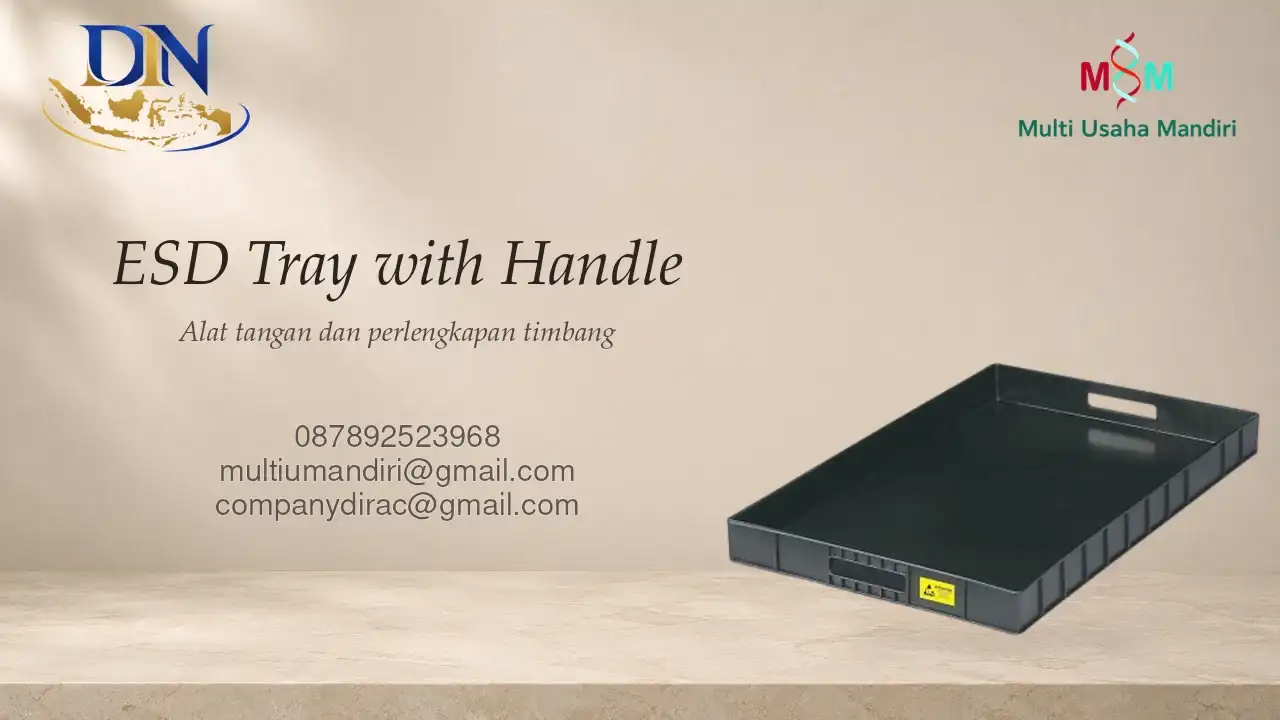 DN
M M
Multi Usaha Mandiri
ESD Tray with Handle
Alat tangan dan perlengkapan timbang
087892523968
multiumandiri@gmail.com
companydirac@gmail.com